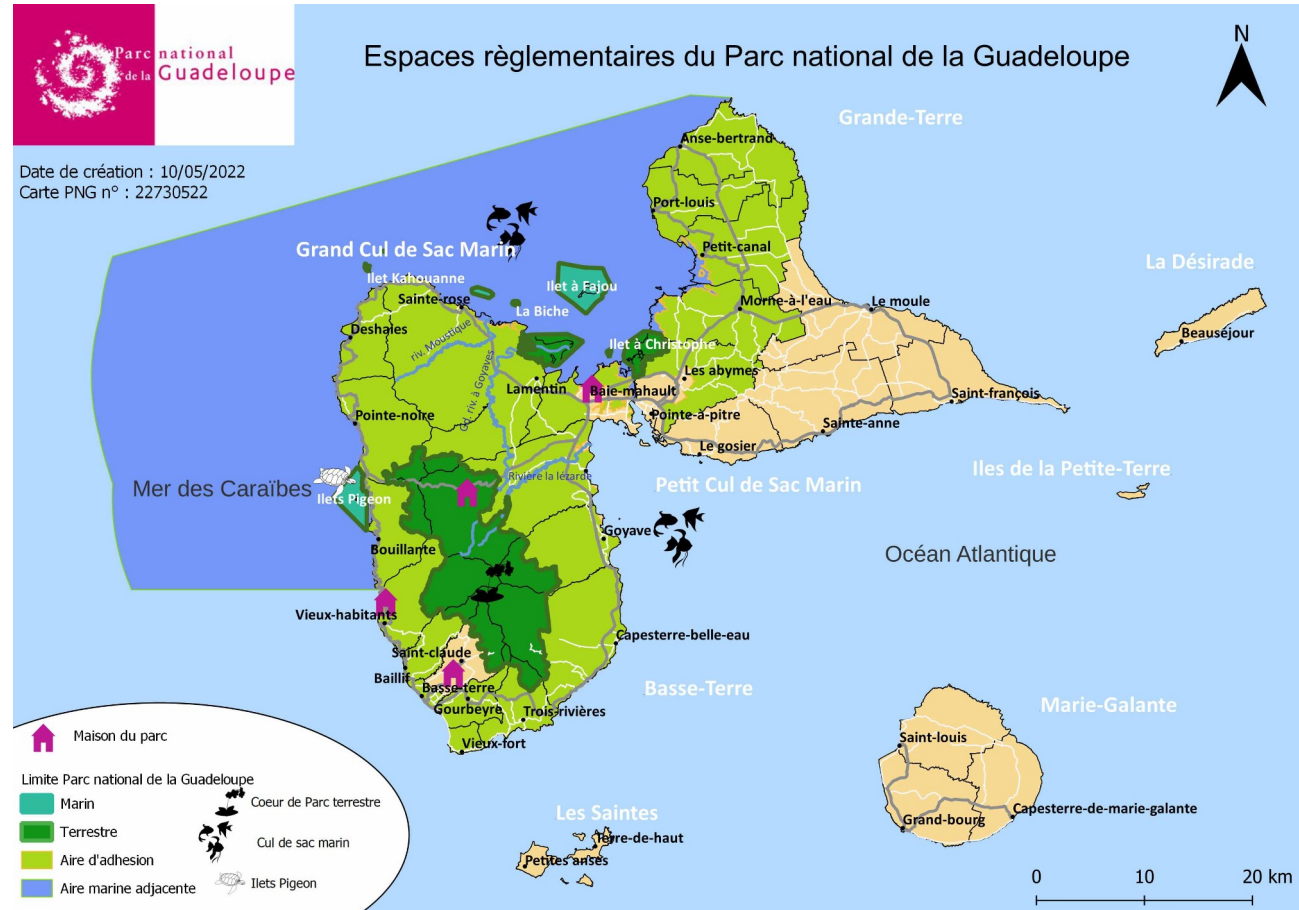 Parc national
de la Guadeloupe
Espaces règlementaires du Parc national de la Guadeloupe
N
Date de création : 10/05/2022
Carte PNG n° : 22730522
Grande-Terre
Anse-bertrand
Port-louis
Grand Cul de Sac Marin
Petit-canal
La Désirade
Ilet Kahouanne
Ilet à Fajou
Sainte-rose
La Biche
Morne-à-l'eau
Le moule
Deshaies
riv. Moustique
Ilet à Christophe
Beauséjour
Gd. riv. à Goyaves
Lamentin
Baie-mahault
Les abymes
Saint-françois
Pointe-noire
Pointe-à-pitre
Sainte-anne
Le gosier
Rivière la lézarde
Iles de la Petite-Terre
Mer des Caraïbes
Ilets Pigeon
Petit Cul de Sac Marin
Goyave
Bouillante
Océan Atlantique
Vieux-habitants
Capesterre-belle-eau
Saint-claude
Baillif
Basse-terre
Basse-Terre
Gourbeyre
Trois-rivières
Marie-Galante
Vieux-fort
Saint-louis
Les Saintes
Capesterre-de-marie-galante
Grand-bourg
Terre-de-haut
Petites anses
Maison du parc
Limite Parc national de la Guadeloupe
Marin
Coeur de Parc terrestre
Terrestre
Cul de sac marin
Aire d'adhesion
Aire marine adjacente
Ilets Pigeon
0 10 20 km